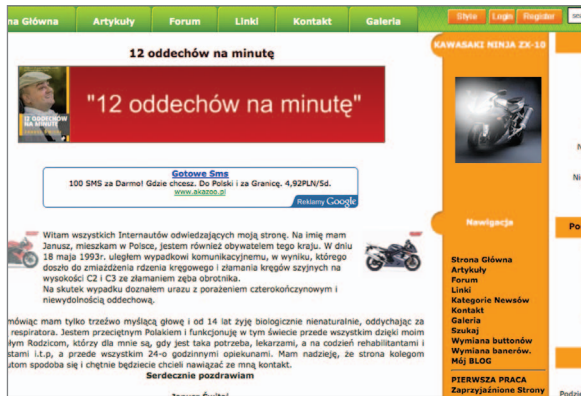 na Główna
Artykuły
Forum
Linki
Kontakt
Galeria
Style
Login
Register
12 oddechów na minutę
"12 oddechów na minutę"
12 ODDECHÓW
NA MINUTĘ
Gotowe Sms
100 SMS za Darmo! Gdzie chcesz. Do Polski i za Granicę. 4,92PLN/5d.
www.akazoo.pl
Reklamy Google
Witam wszystkich Internautów odwiedzających moją stronę. Na imię mam
Janusz, mieszkam w Polsce, jestem również obywatelem tego kraju. W dniu
18 maja 1993r. uległem wypadkowi komunikacyjnemu, w wyniku, którego
doszło do zmiażdżenia rdzenia kręgowego i złamania kręgów szyjnych na
wysokości C2 i C3 ze złamaniem zęba obrotnika.
Na skutek wypadku doznałem urazu z porażeniem czterokończynowym i
niewydolnością oddechową.
mówiąc mam tylko trzeźwo myślącą głowę i od 14 lat żyję biologicznie nienaturalnie, oddychając za
respiratora. Jestem przeciętnym Polakiem i funkcjonuję w tym świecie przede wszystkim dzięki moim
łym Rodzicom, którzy dla mnie są, gdy jest taka potrzeba, lekarzami, a na codzień rehabilitantami i
stami i.t.p, a przede wszystkim 24-o godzinnymi opiekunami. Mam nadzieję, że strona kolegom
utom spodoba się i chętnie będziecie chcieli nawiązać ze mną kontakt.
Serdecznie pozdrawiam
KAWASAKI NINJA ZX-10
Nawigacja
Strona Główna
Artykuły
Forum
Linki
Kategorie Newsów
Kontakt
Galeria
Szukaj
Wymiana buttonów
Wymiana banerów.
Mój BLOG
PIERWSZA PRACA
Zaprzyjaźnione Strony
N
Ni
Po
Podzie